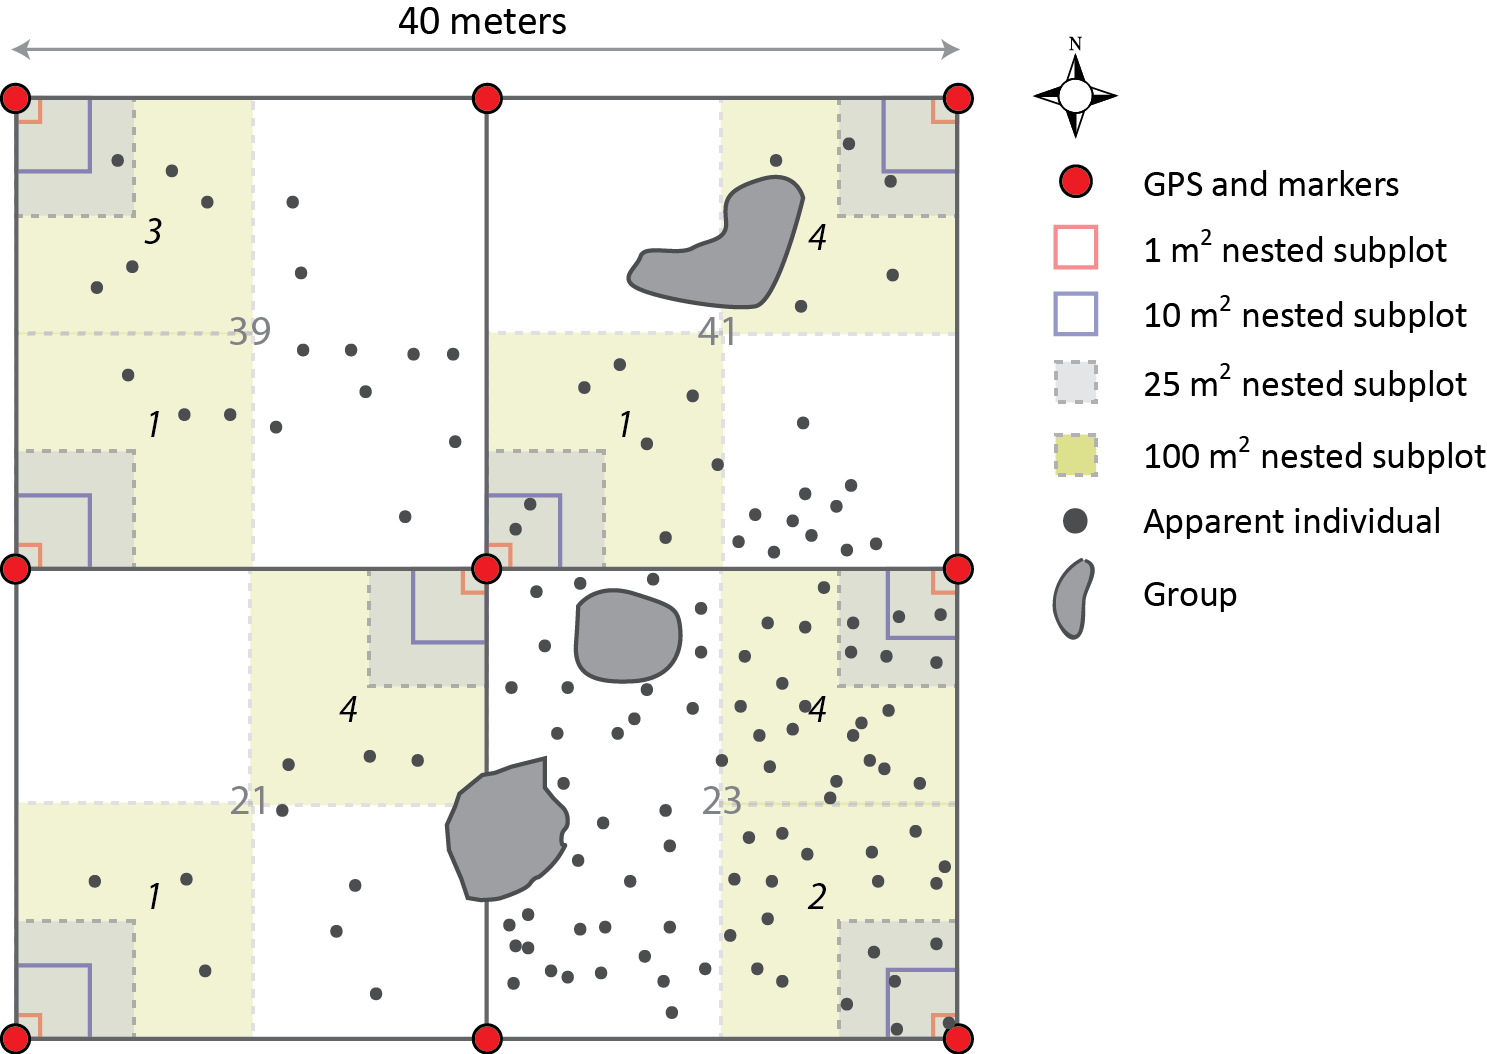 40 meters
N
GPS and markers
1 m² nested subplot
10 m² nested subplot
25 m² nested subplot
100 m² nested subplot
Apparent individual
Group
3
4
39
41
1
1
4
4
21
23
1
2